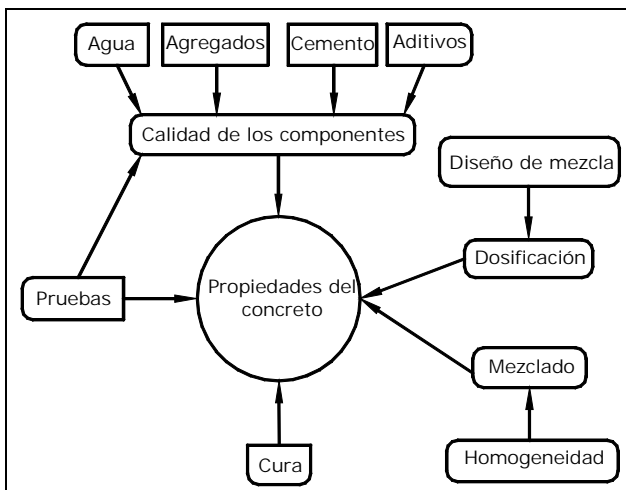 Agua
Agregados
Cemento
Aditivos
Calidad de los componentes
Diseño de mezcla
Dosificación
Pruebas
Propiedades del
concreto
Mezclado
Cura
Homogeneidad